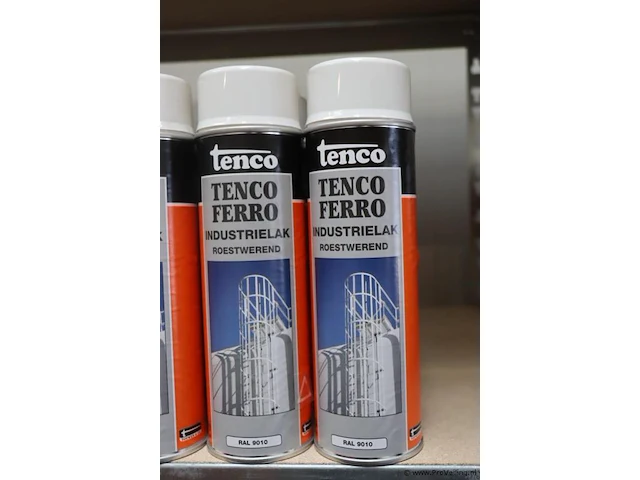 tenco
TENCO
FERRO
INDUSTRIELAK
ROESTWEREND
RAL 9010
tenco
TENCO
FERRO
INDUSTRIELAK
ROESTWEREND
RAL 9010